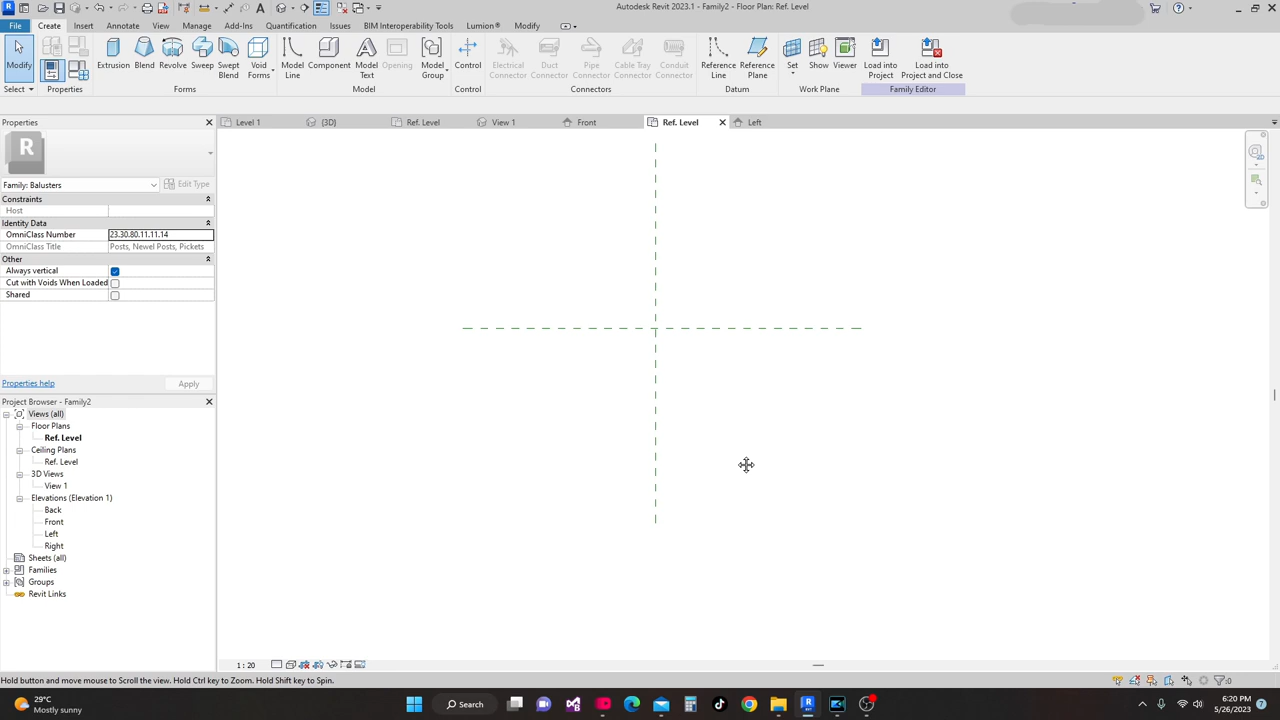 Autodesk Revit 2023.1 - Family2 - Floor Plan: Ref. Level
File Create Insert Annotate View Manage Add-Ins Quantification Issues BIM Interoperability Tools Lumion® Modify
Modify Extrusion Blend Revolve Sweep Swept Blend Void Forms Model Line Component Model Text Opening Model Group Control Electrical Connector Duct Connector Pipe Connector Cable Tray Connector Conduit Connector Reference Line Reference Plane Set Show Viewer Load into Project Load into Project and Close
Select Properties Forms Model Control Connectors Datum Work Plane Family Editor
Properties
Level 1 {3D} Ref. Level View 1 Front Ref. Level Left
R
Family: Balusters Edit Type
Constraints
Host
Identity Data
OmniClass Number 23.30.80.11.11.14
OmniClass Title Posts, Newel Posts, Pickets
Other
Always vertical
Cut with Voids When Loaded
Shared
Properties help Apply
Project Browser - Family2
Views (all)
Floor Plans
Ref. Level
Ceiling Plans
Ref. Level
3D Views
View 1
Elevations (Elevation 1)
Back
Front
Left
Right
Sheets (all)
Families
Groups
Revit Links
1 : 20
Hold button and move mouse to Scroll the view. Hold Ctrl key to Zoom. Hold Shift key to Spin.
:0
29°C
Mostly sunny
Search
6:20 PM
5/26/2023